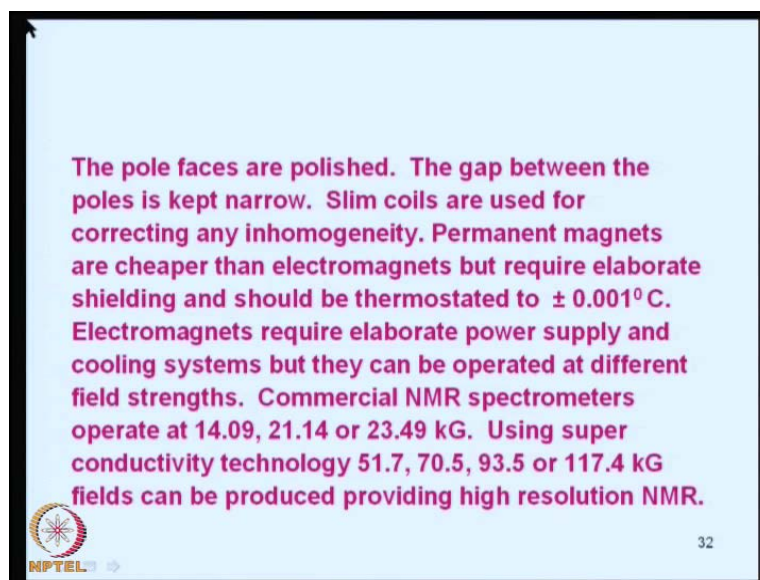 The pole faces are polished. The gap between the
poles is kept narrow. Slim coils are used for
correcting any inhomogeneity. Permanent magnets
are cheaper than electromagnets but require elaborate
shielding and should be thermostated to ± 0.001⁰ C.
Electromagnets require elaborate power supply and
cooling systems but they can be operated at different
field strengths. Commercial NMR spectrometers
operate at 14.09, 21.14 or 23.49 kG. Using super
conductivity technology 51.7, 70.5, 93.5 or 117.4 kG
fields can be produced providing high resolution NMR.
32
NPTEL